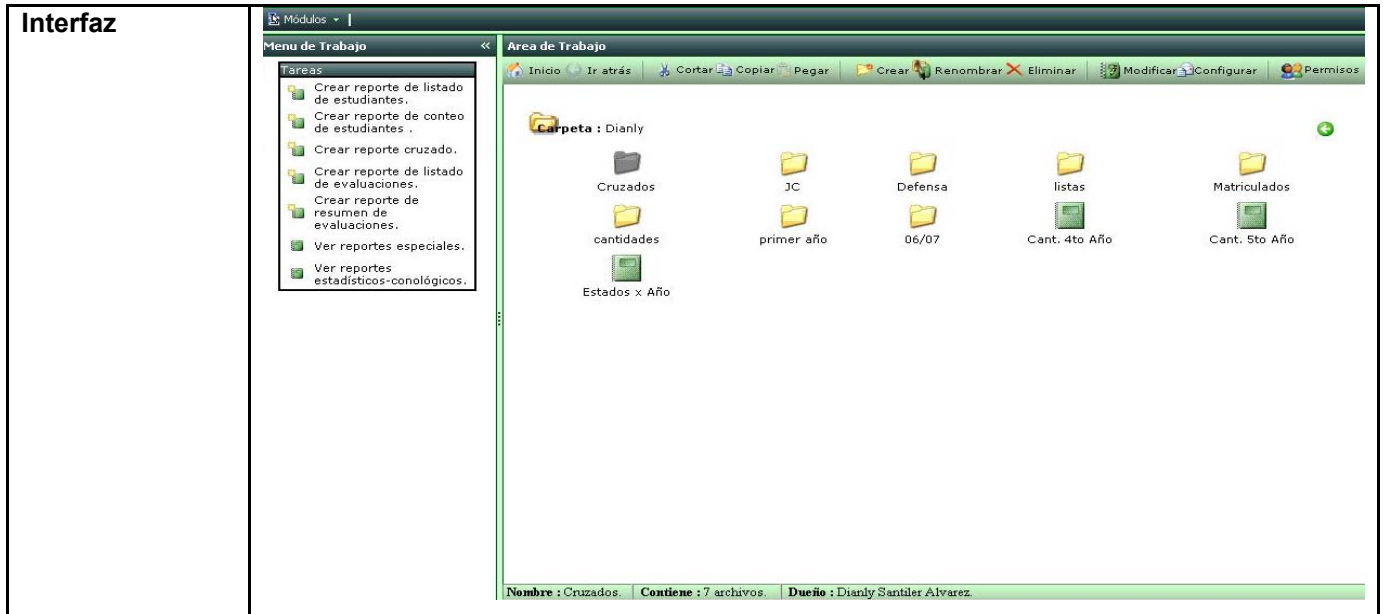 Interfaz
Módulos
Menu de Trabajo «
Area de Trabajo
Tareas
Crear reporte de listado
de estudiantes.
Crear reporte de conteo
de estudiantes .
Crear reporte cruzado.
Crear reporte de listado
de evaluaciones.
Crear reporte de
resumen de
evaluaciones.
Ver reportes especiales.
Ver reportes
estadísticos-conológicos.
Inicio Ir atrás Cortar Copiar Pegar Crear Renombrar Eliminar Modificar Configurar Permisos
Carpeta : Dianly
Cruzados JC Defensa listas Matriculados
cantidades primer año 06/07 Cant. 4to Año Cant. 5to Año
Estados x Año
Nombre : Cruzados. Contiene : 7 archivos. Dueño : Dianly Santiler Alvarez.